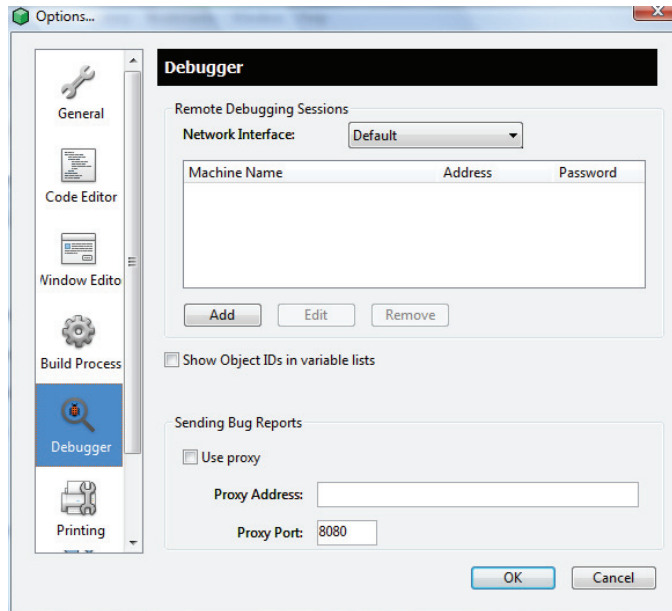 Options...
General
Code Editor
Window Edito
Build Process
Debugger
Printing
Debugger
Remote Debugging Sessions
Network Interface: Default
Machine Name Address Password
Add Edit Remove
Show Object IDs in variable lists
Sending Bug Reports
Use proxy
Proxy Address:
Proxy Port: 8080
OK Cancel